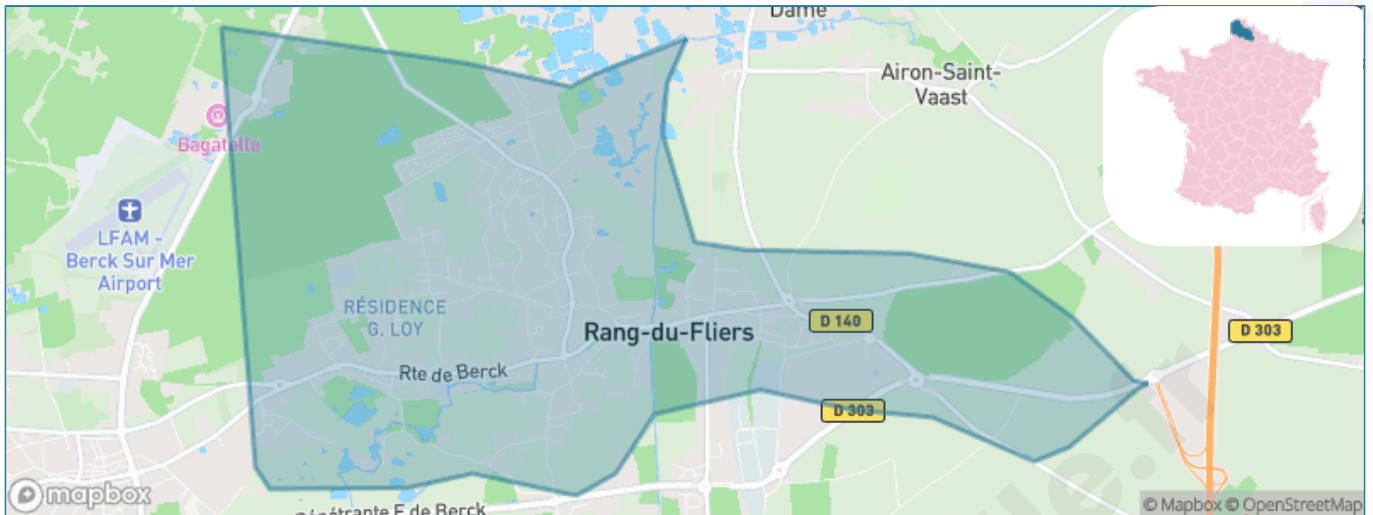 Dame
Airon-Saint-
Vaast
Bagatelle
LFAM -
Berck Sur Mer
Airport
RÉSIDENCE
G. LOY
Rang-du-Fliers
D 140
D 303
Rte de Berck
D 303
mapbox
© Mapbox © OpenStreetMap